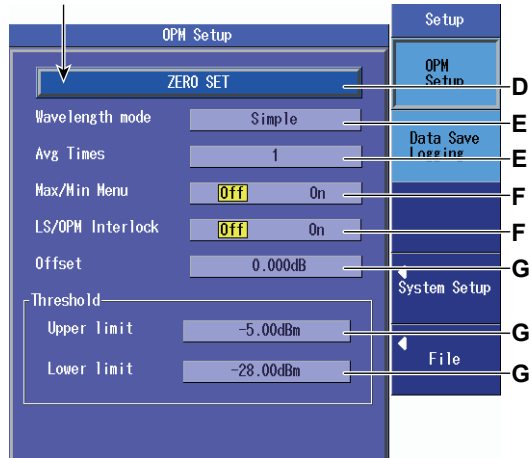 OPM Setup
ZERO SET
D
Wavelength mode Simple
E
Avg Times 1
E
Max/Min Menu Off On
F
LS/OPM Interlock Off On
F
Offset 0.000dB
G
Threshold
Upper limit -5.00dBm
G
Lower limit -28.00dBm
G
Setup
OPM
Setup
Data Save
Logging
System Setup
File